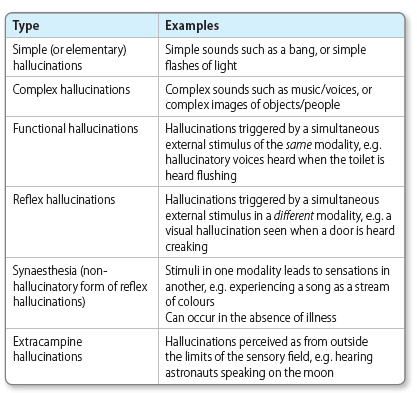 Type Examples
Simple (or elementary) Simple sounds such as a bang, or simple
hallucinations flashes of light
Complex hallucinations Complex sounds such as music/voices, or
complex images of objects/people
Functional hallucinations Hallucinations triggered by a simultaneous
external stimulus of the same modality, e.g.
hallucinatory voices heard when the toilet is
heard flushing
Reflex hallucinations Hallucinations triggered by a simultaneous
external stimulus in a different modality, e.g. a
visual hallucination seen when a door is heard
creaking
Synaesthesia (non- Stimuli in one modality leads to sensations in
hallucinatory form of reflex another, e.g. experiencing a song as a stream
hallucinations) of colours
Can occur in the absence of illness
Extracampine Hallucinations perceived as from outside
hallucinations the limits of the sensory field, e.g. hearing
astronauts speaking on the moon